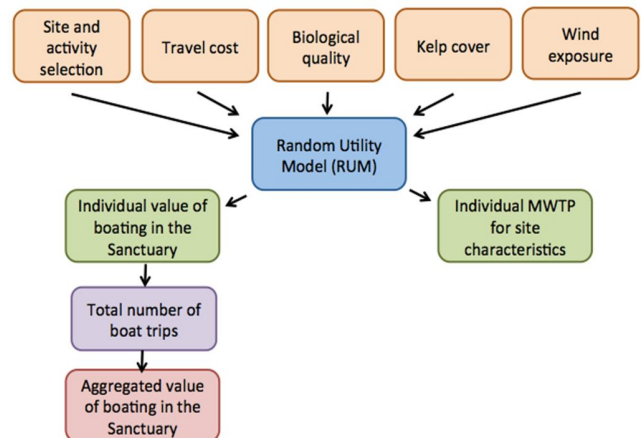 Site and
activity
selection
Travel cost
Biological
quality
Kelp cover
Wind
exposure
Random Utility
Model (RUM)
Individual value of
boating in the
Sanctuary
Individual MWTP
for site
characteristics
Total number of
boat trips
Aggregated value
of boating in the
Sanctuary